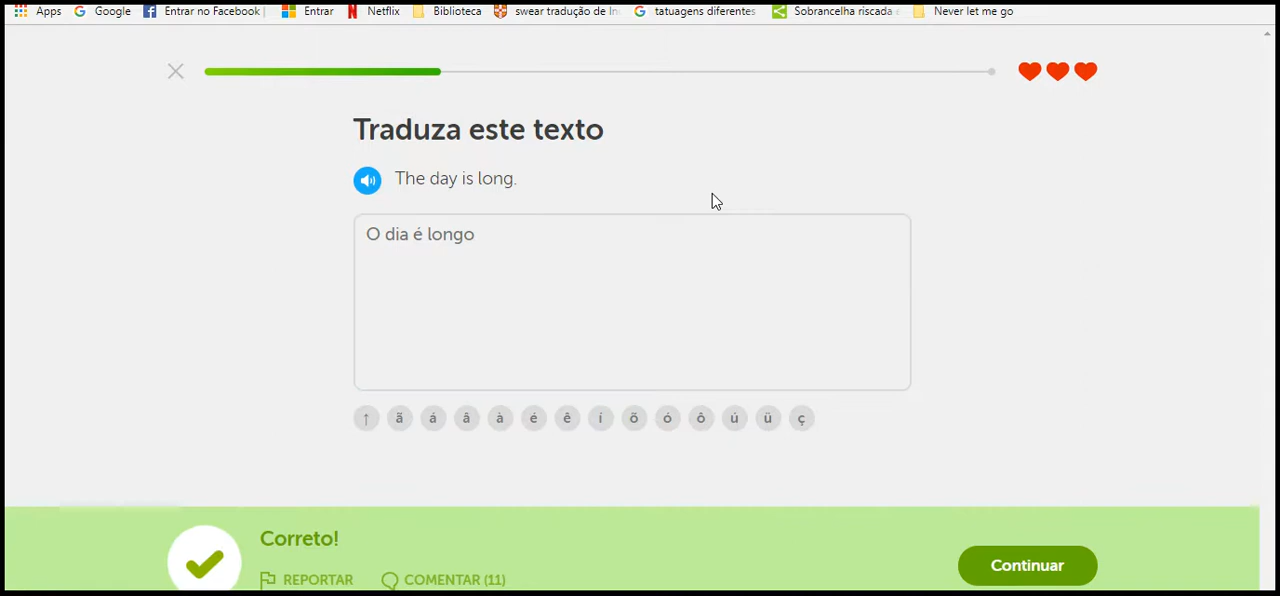 Apps Google Entrar no Facebook | Entrar Netflix Biblioteca swear tradução de In tatuagens diferentes Sobrancelha riscada Never let me go
Traduza este texto
The day is long.
O dia é longo
↑ ã á â à é ê í õ ó ô ú ü ç
Correto!
REPORTAR COMENTAR (11)
Continuar